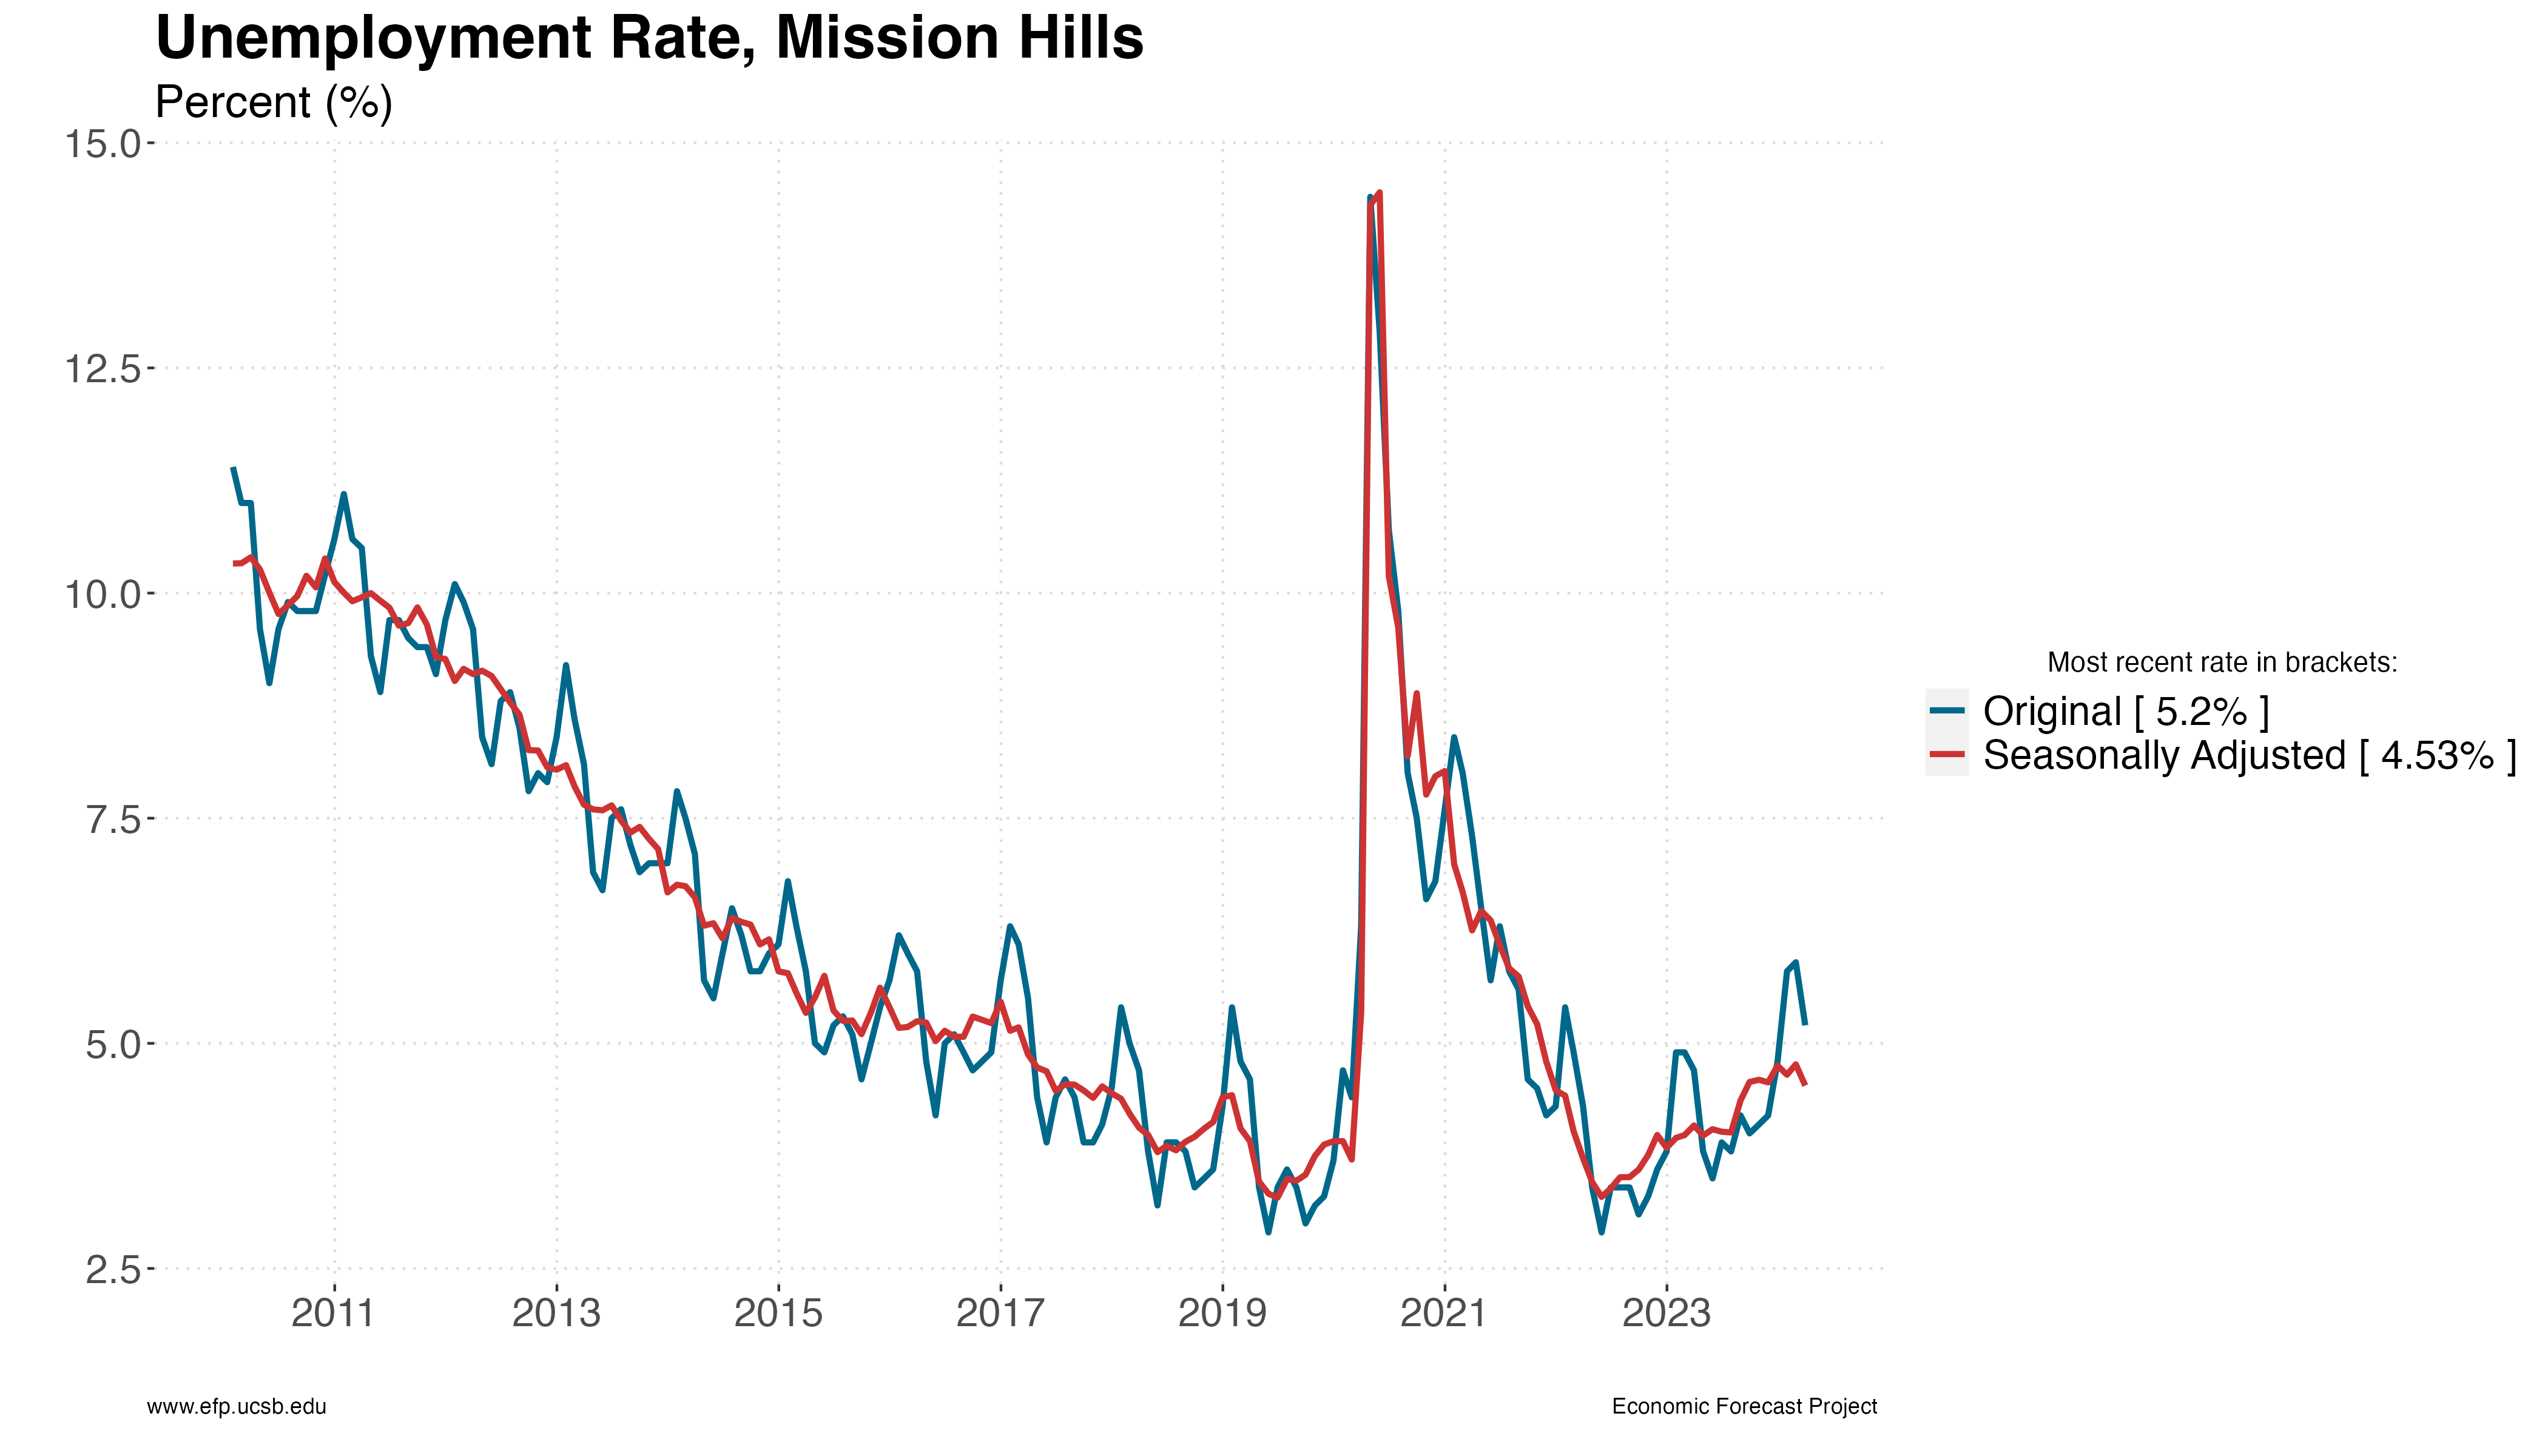 Unemployment Rate, Mission Hills
Percent (%)
15.0
12.5
10.0
7.5
5.0
2.5
2011 2013 2015 2017 2019 2021 2023
Most recent rate in brackets:
Original [ 5.2% ]
Seasonally Adjusted [ 4.53% ]
www.efp.ucsb.edu
Economic Forecast Project